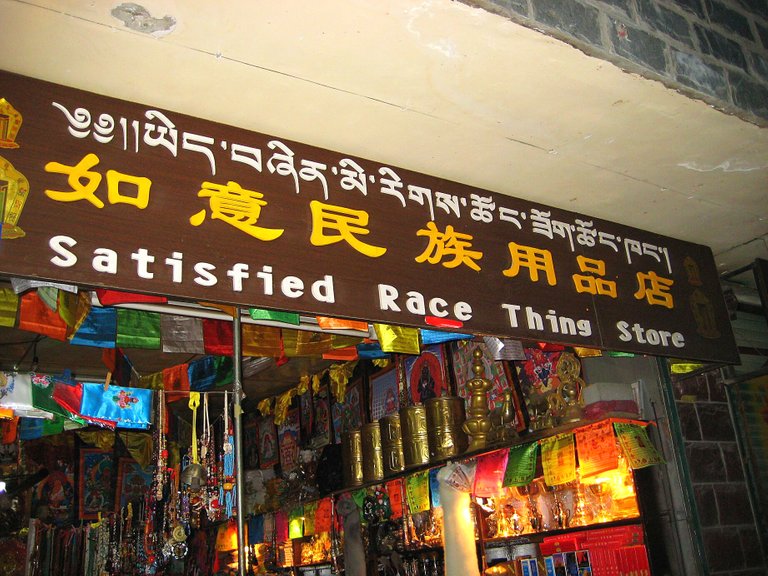 ༄༅།།ཡིད་བཞིན་མི་རིགས་ཚོང་ཟོག་ཚོང་ཁང་།
如意民族用品店
Satisfied Race Thing Store